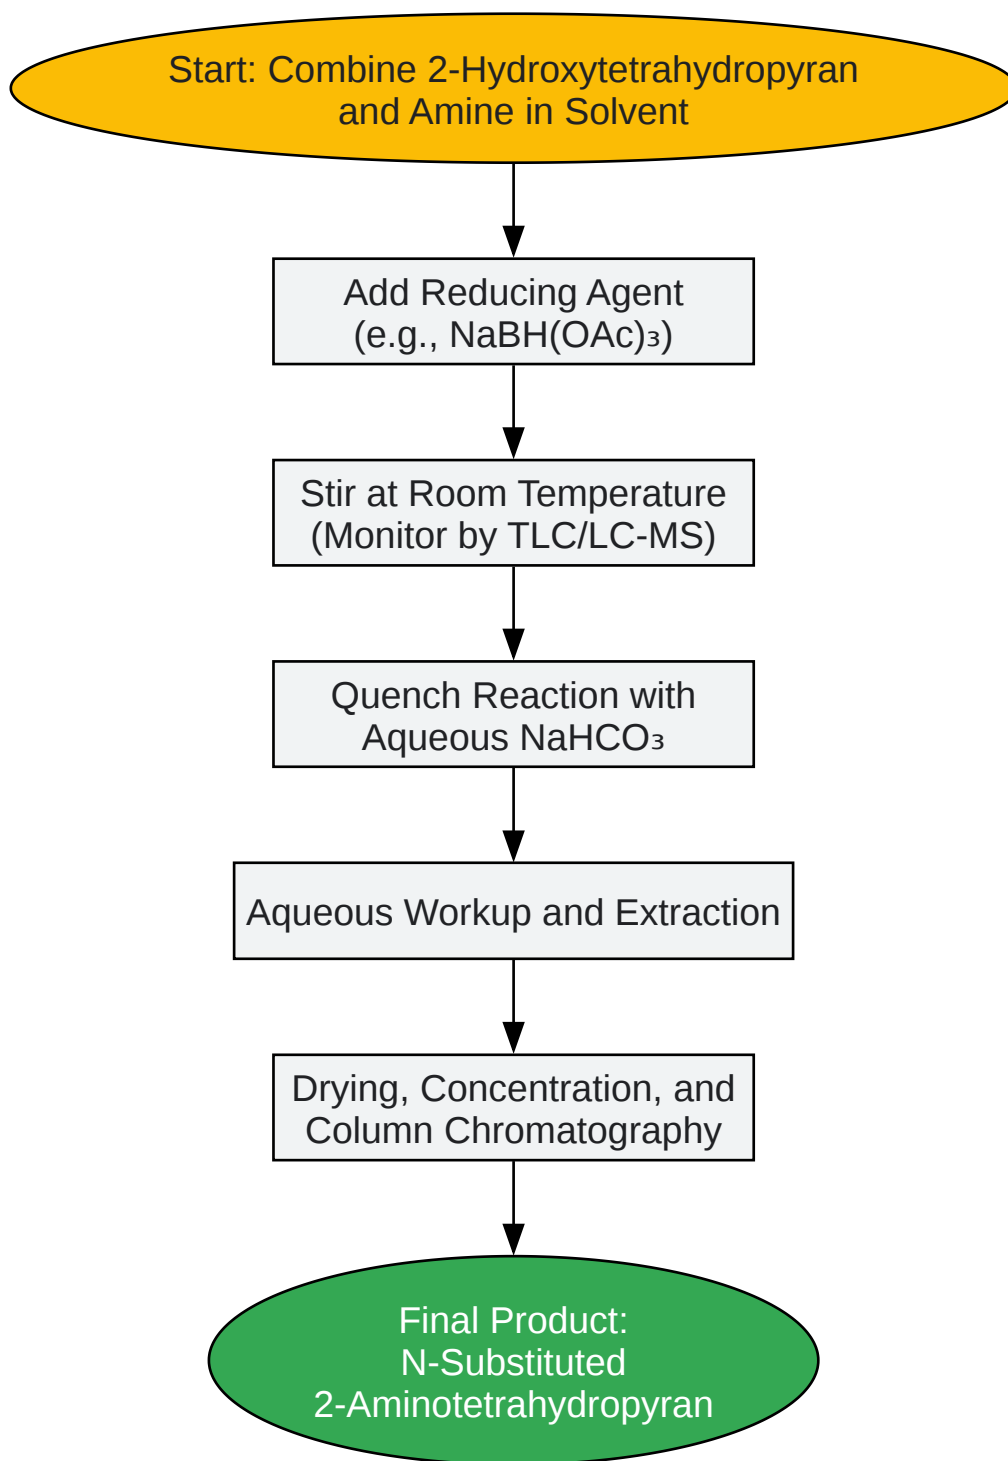 Start: Combine 2-Hydroxytetrahydropyran
and Amine in Solvent
Add Reducing Agent
(e.g., NaBH(OAc)₃)
Stir at Room Temperature
(Monitor by TLC/LC-MS)
Quench Reaction with
Aqueous NaHCO₃
Aqueous Workup and Extraction
Drying, Concentration, and
Column Chromatography
Final Product:
N-Substituted
2-Aminotetrahydropyran